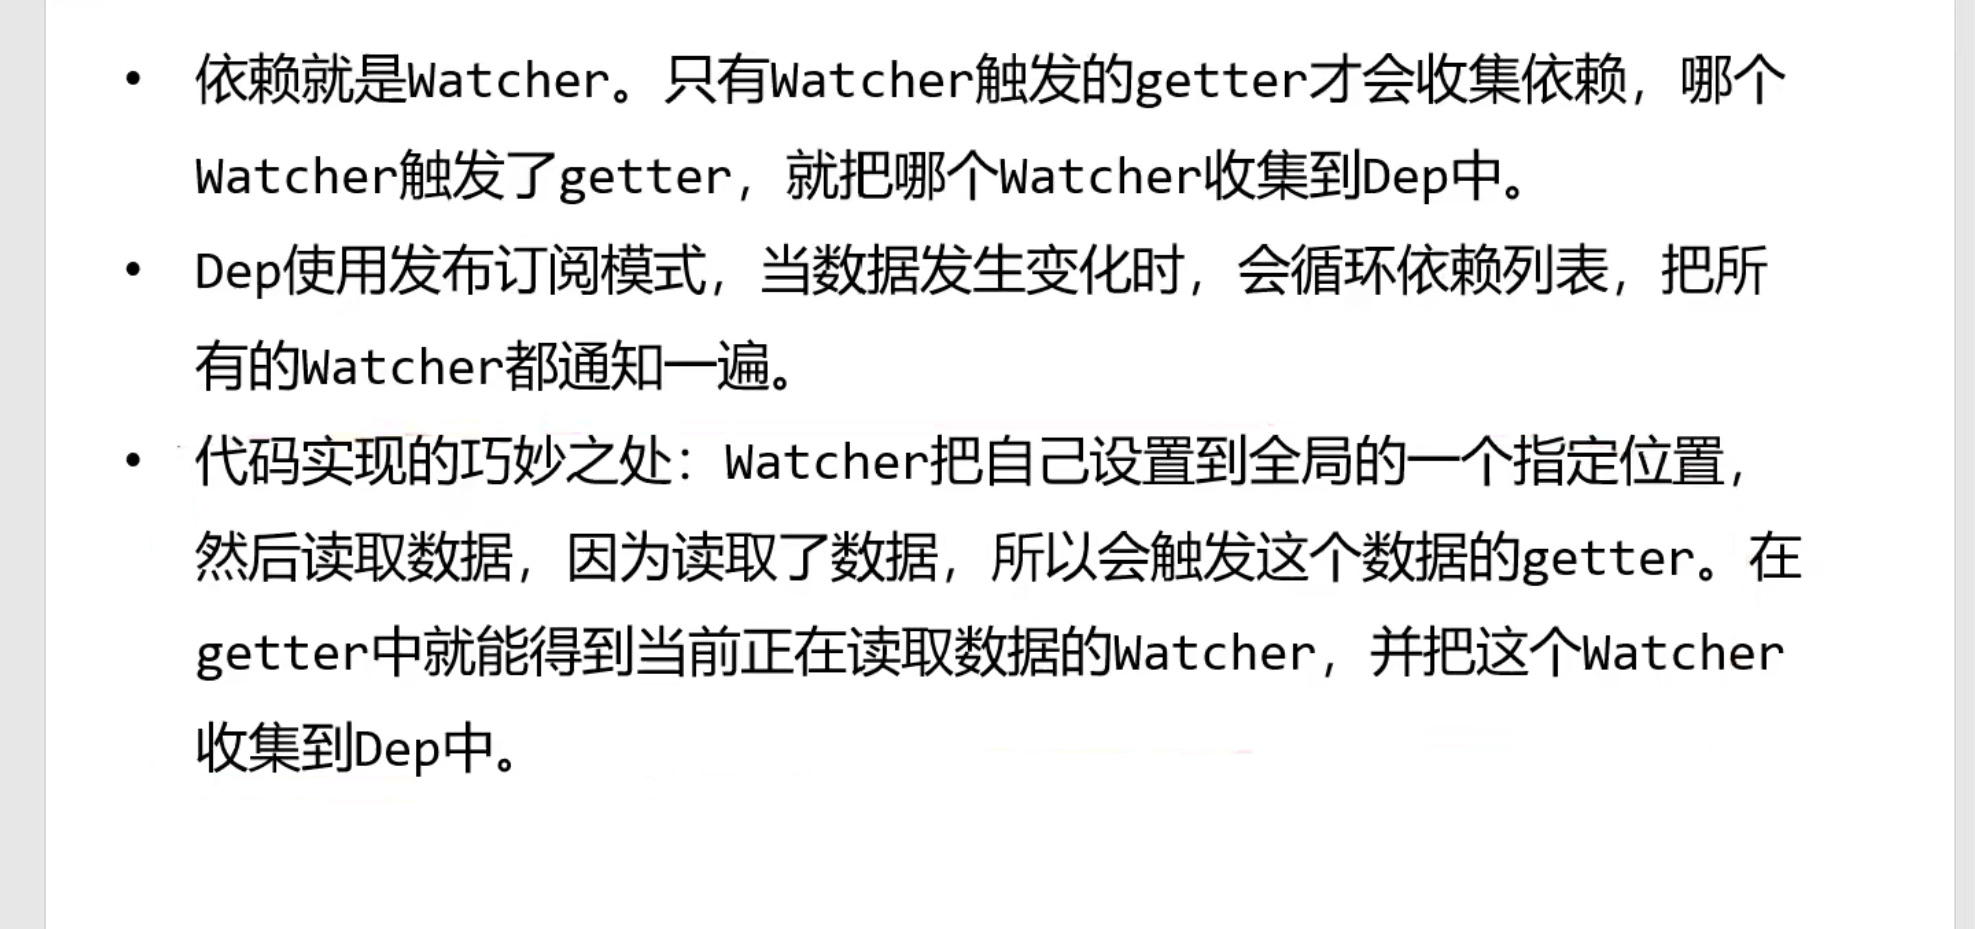 • 依赖就是Watcher。只有Watcher触发的getter才会收集依赖，哪个
Watcher触发了getter，就把哪个Watcher收集到Dep中。
• Dep使用发布订阅模式，当数据发生变化时，会循环依赖列表，把所
有的Watcher都通知一遍。
• 代码实现的巧妙之处：Watcher把自己设置到全局的一个指定位置，
然后读取数据，因为读取了数据，所以会触发这个数据的getter。在
getter中就能得到当前正在读取数据的Watcher，并把这个Watcher
收集到Dep中。